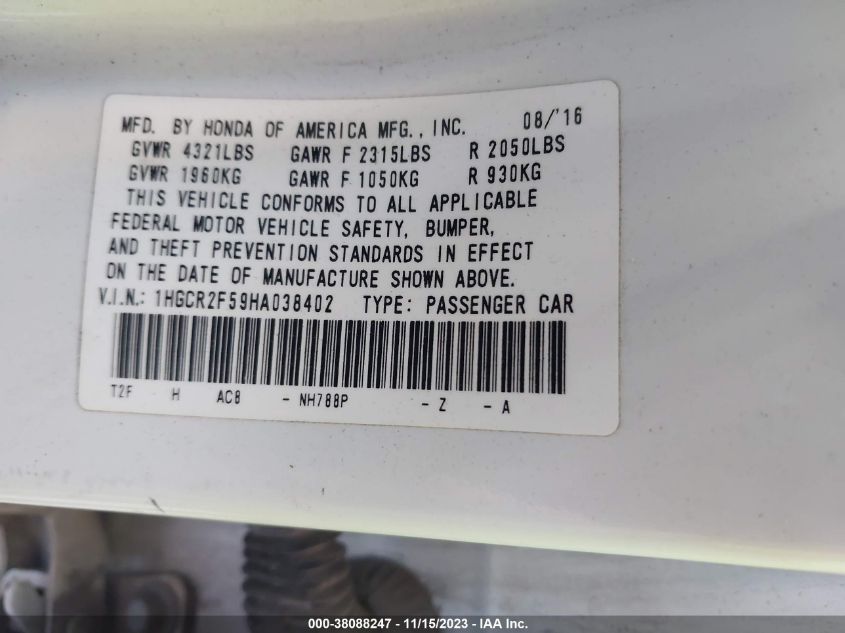 MFD. BY HONDA OF AMERICA MFG., INC. 08/'16
GVWR 4321LBS GAWR F 2315LBS R 2050LBS
GVWR 1960KG GAWR F 1050KG R 930KG
THIS VEHICLE CONFORMS TO ALL APPLICABLE
FEDERAL MOTOR VEHICLE SAFETY, BUMPER,
AND THEFT PREVENTION STANDARDS IN EFFECT
ON THE DATE OF MANUFACTURE SHOWN ABOVE.
V.I.N.: 1HGCR2F59HA038402 TYPE: PASSENGER CAR
T2F H AC8 - NH788P - Z - A
000-38088247 - 11/15/2023 - IAA Inc.